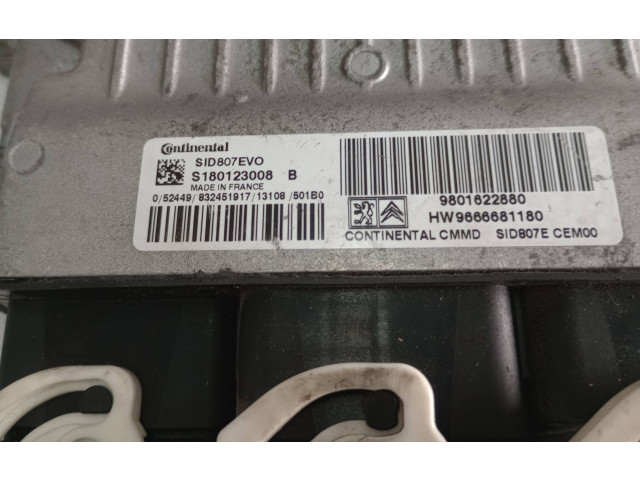 Continental
SID807EVO
S180123008 B
MADE IN FRANCE
0/52449/832451917/13108/501B0
9801622880
HW9666681180
CONTINENTAL CMMD SID807E CEM00